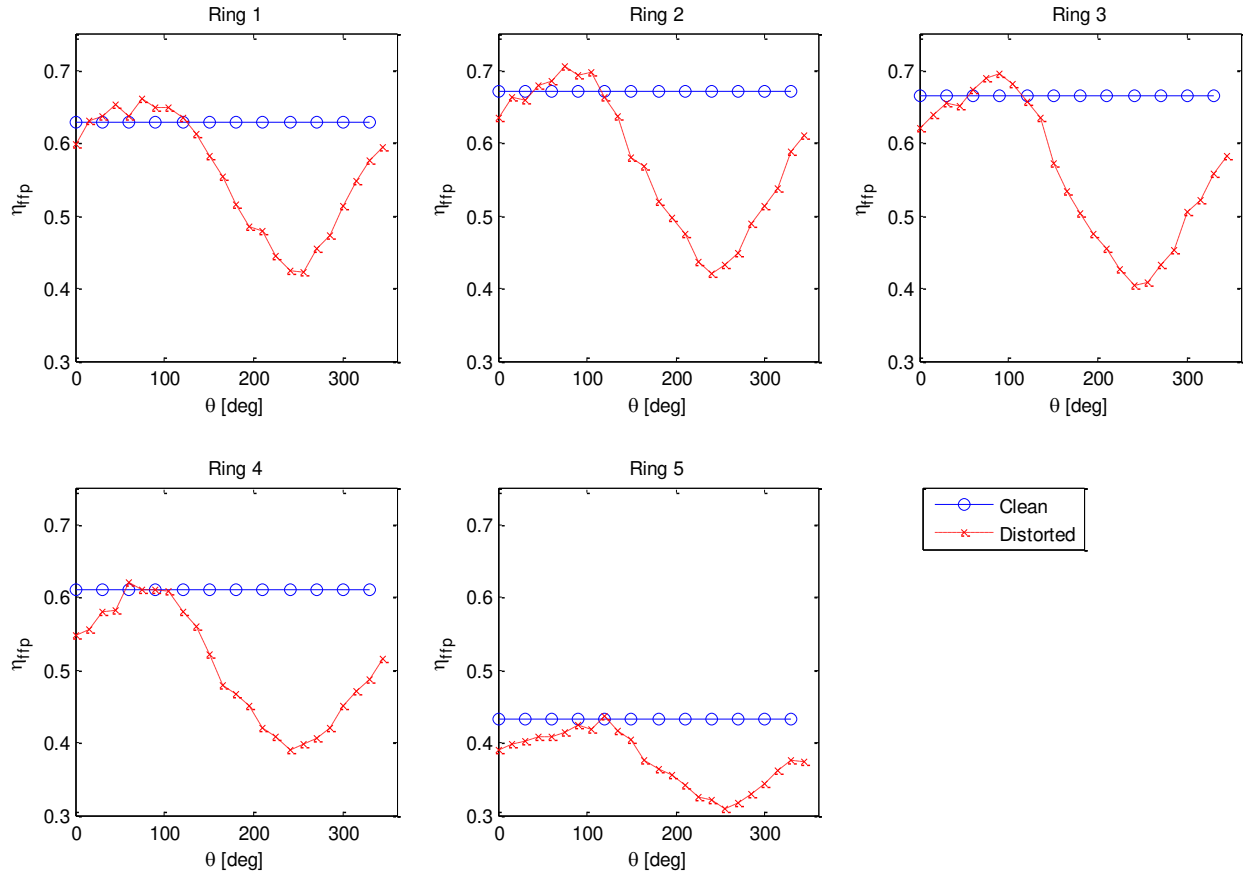 Ring 1
0.7
0.6
0.5
0.4
0.3
η_ffp
0 100 200 300
θ [deg]
Ring 2
0.7
0.6
0.5
0.4
0.3
η_ffp
0 100 200 300
θ [deg]
Ring 3
0.7
0.6
0.5
0.4
0.3
η_ffp
0 100 200 300
θ [deg]
Ring 4
0.7
0.6
0.5
0.4
0.3
η_ffp
0 100 200 300
θ [deg]
Ring 5
0.7
0.6
0.5
0.4
0.3
η_ffp
0 100 200 300
θ [deg]
Clean
Distorted